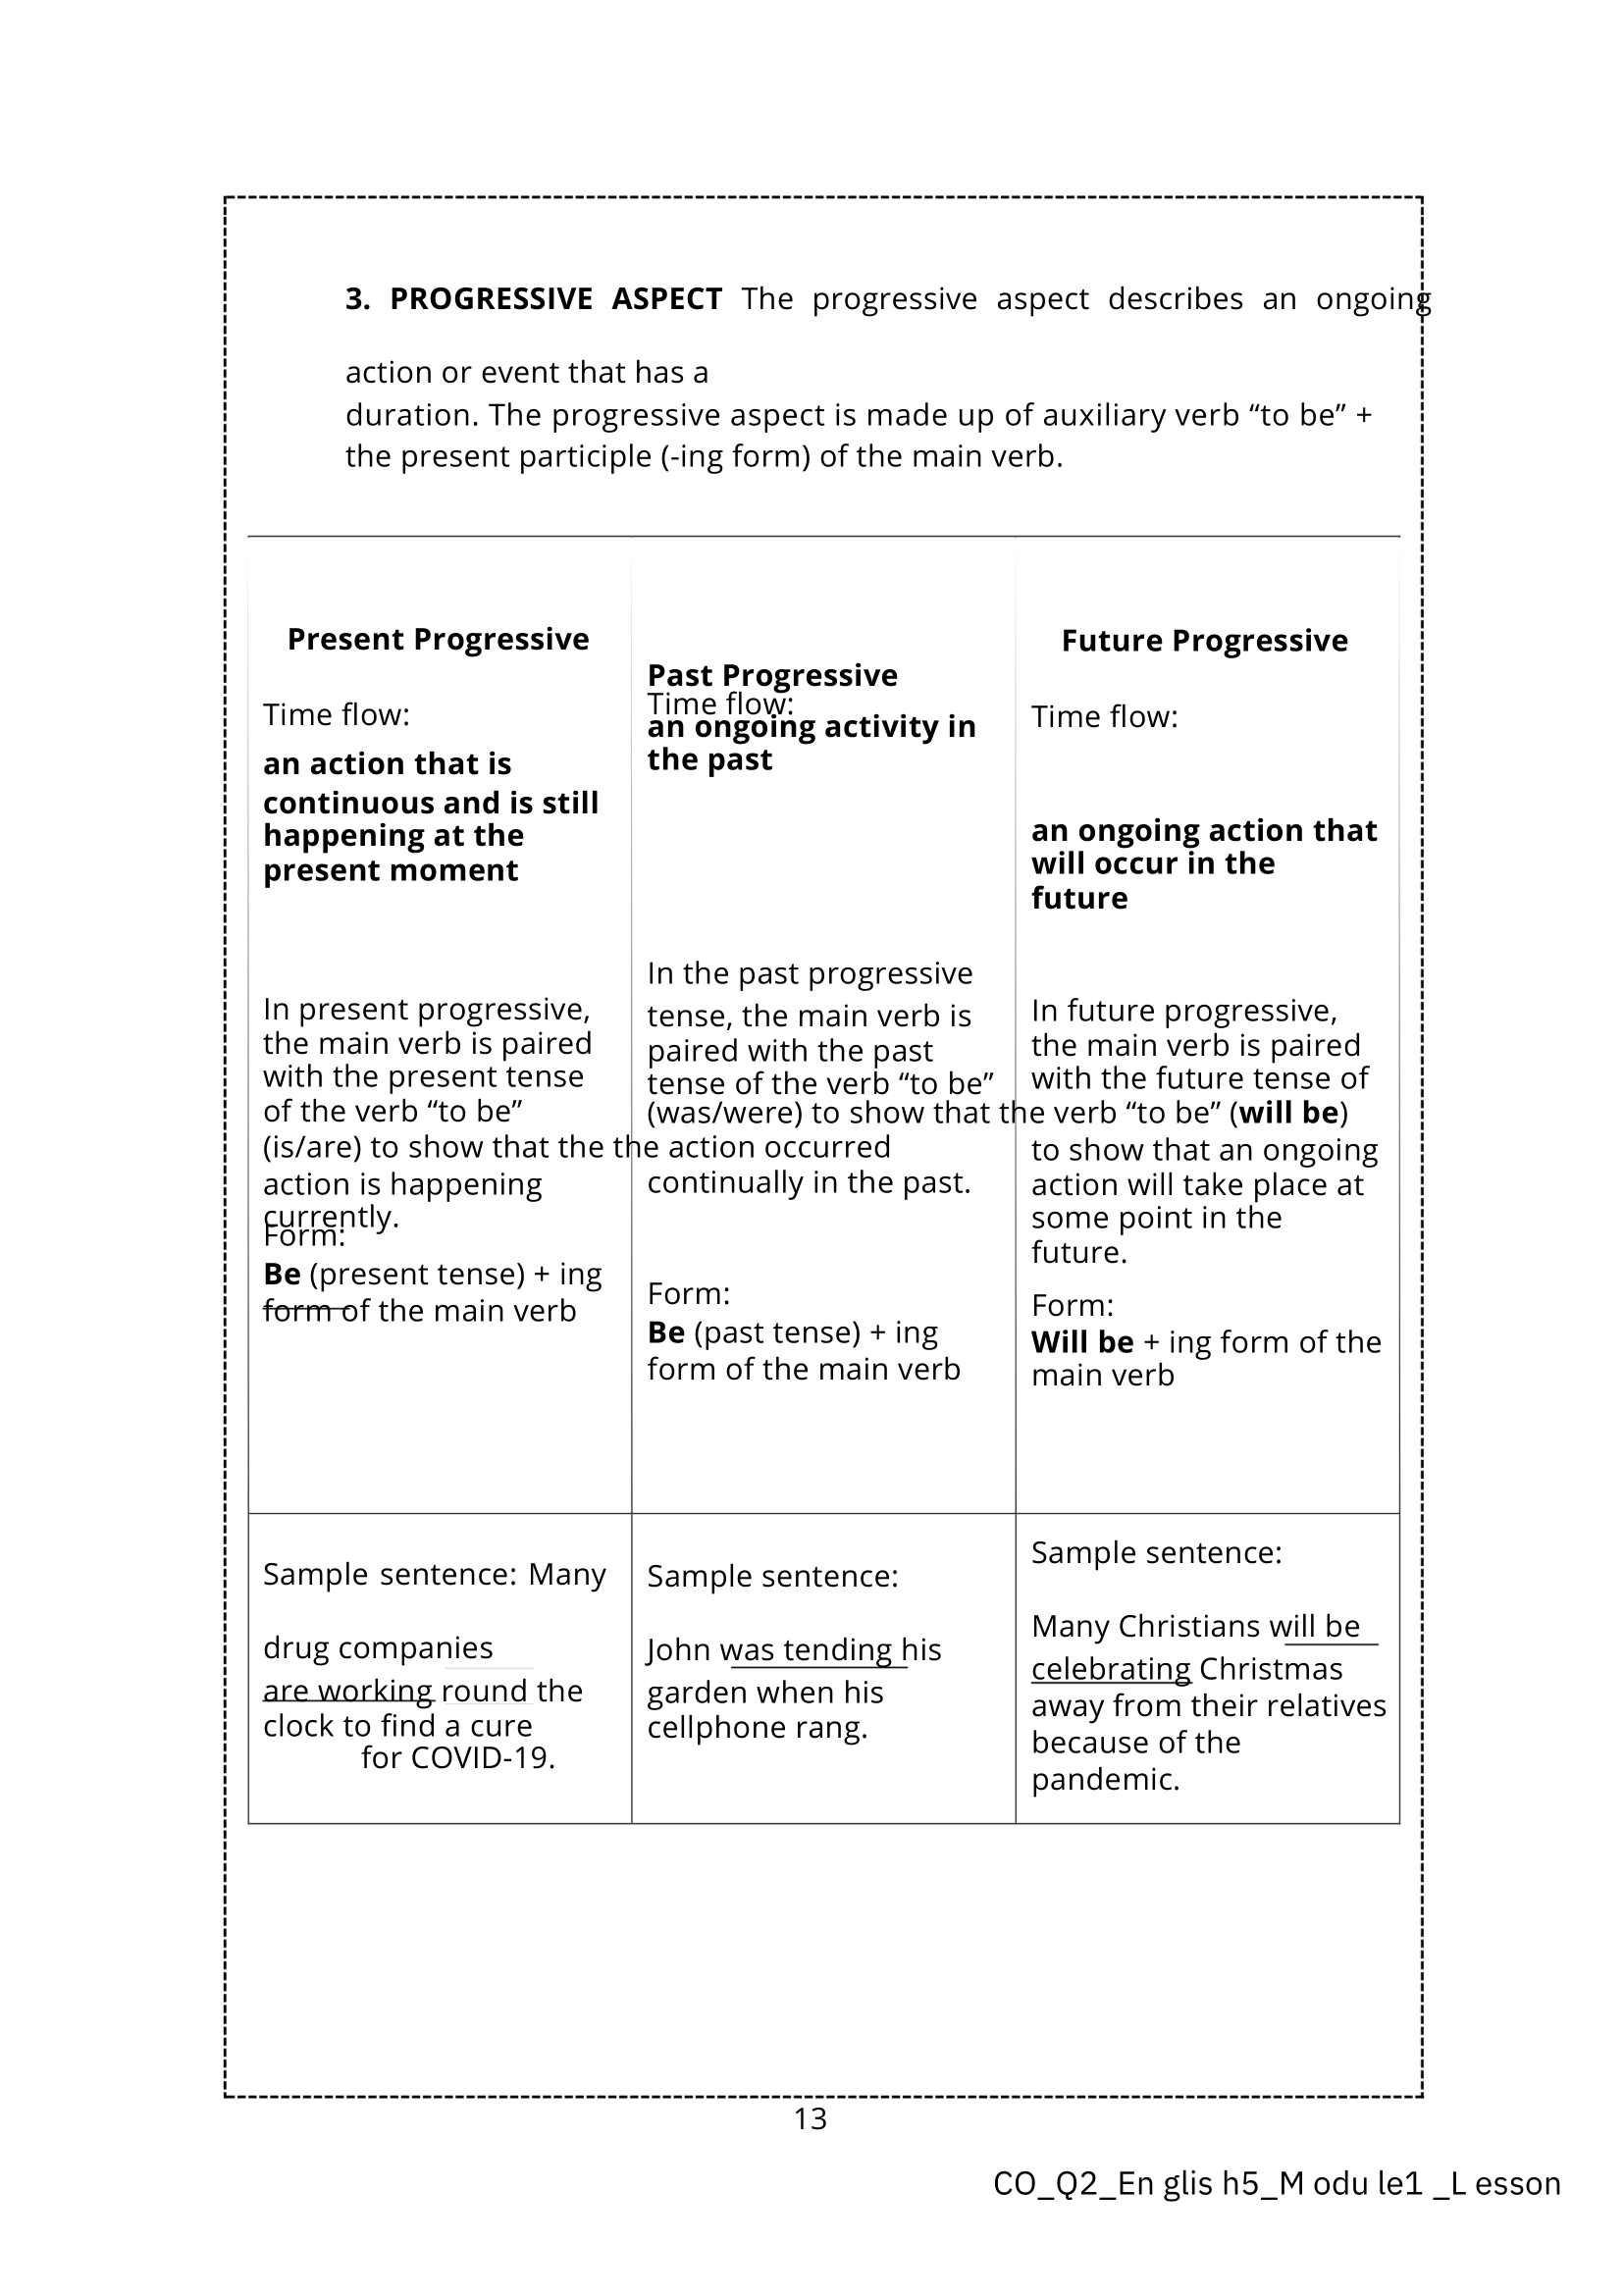 3. PROGRESSIVE ASPECT The progressive aspect describes an ongoing
action or event that has a
duration. The progressive aspect is made up of auxiliary verb “to be” +
the present participle (-ing form) of the main verb.
Present Progressive
Time flow:
an action that is
continuous and is still
happening at the
present moment
In present progressive,
the main verb is paired
with the present tense
of the verb “to be”
(is/are) to show that the
action is happening
currently.
Form:
Be (present tense) + ing
form of the main verb
Past Progressive
Time flow:
an ongoing activity in
the past
In the past progressive
tense, the main verb is
paired with the past
tense of the verb “to be”
(was/were) to show that
the action occurred
continually in the past.
Form:
Be (past tense) + ing
form of the main verb
Future Progressive
Time flow:
an ongoing action that
will occur in the
future
In future progressive,
the main verb is paired
with the future tense of
the verb “to be” (will be)
to show that an ongoing
action will take place at
some point in the
future.
Form:
Will be + ing form of the
main verb
Sample sentence: Many
drug companies
are working round the
clock to find a cure
for COVID-19.
Sample sentence:
John was tending his
garden when his
cellphone rang.
Sample sentence:
Many Christians will be
celebrating Christmas
away from their relatives
because of the
pandemic.
13
CO_Q2_En glis h5_M odu le1 _L esson